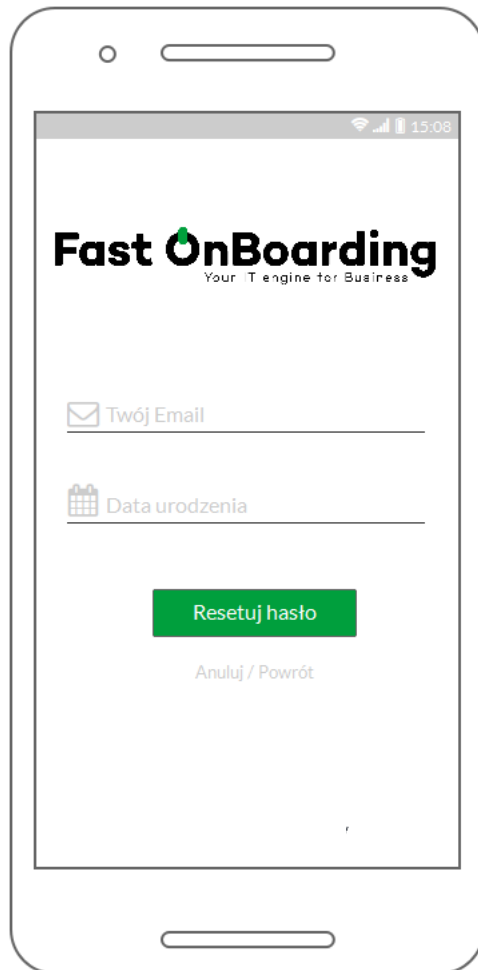 15:08
Fast OnBoarding
Your IT engine for Business
Twój Email
Data urodzenia
Resetuj hasło
Anuluj / Powrót